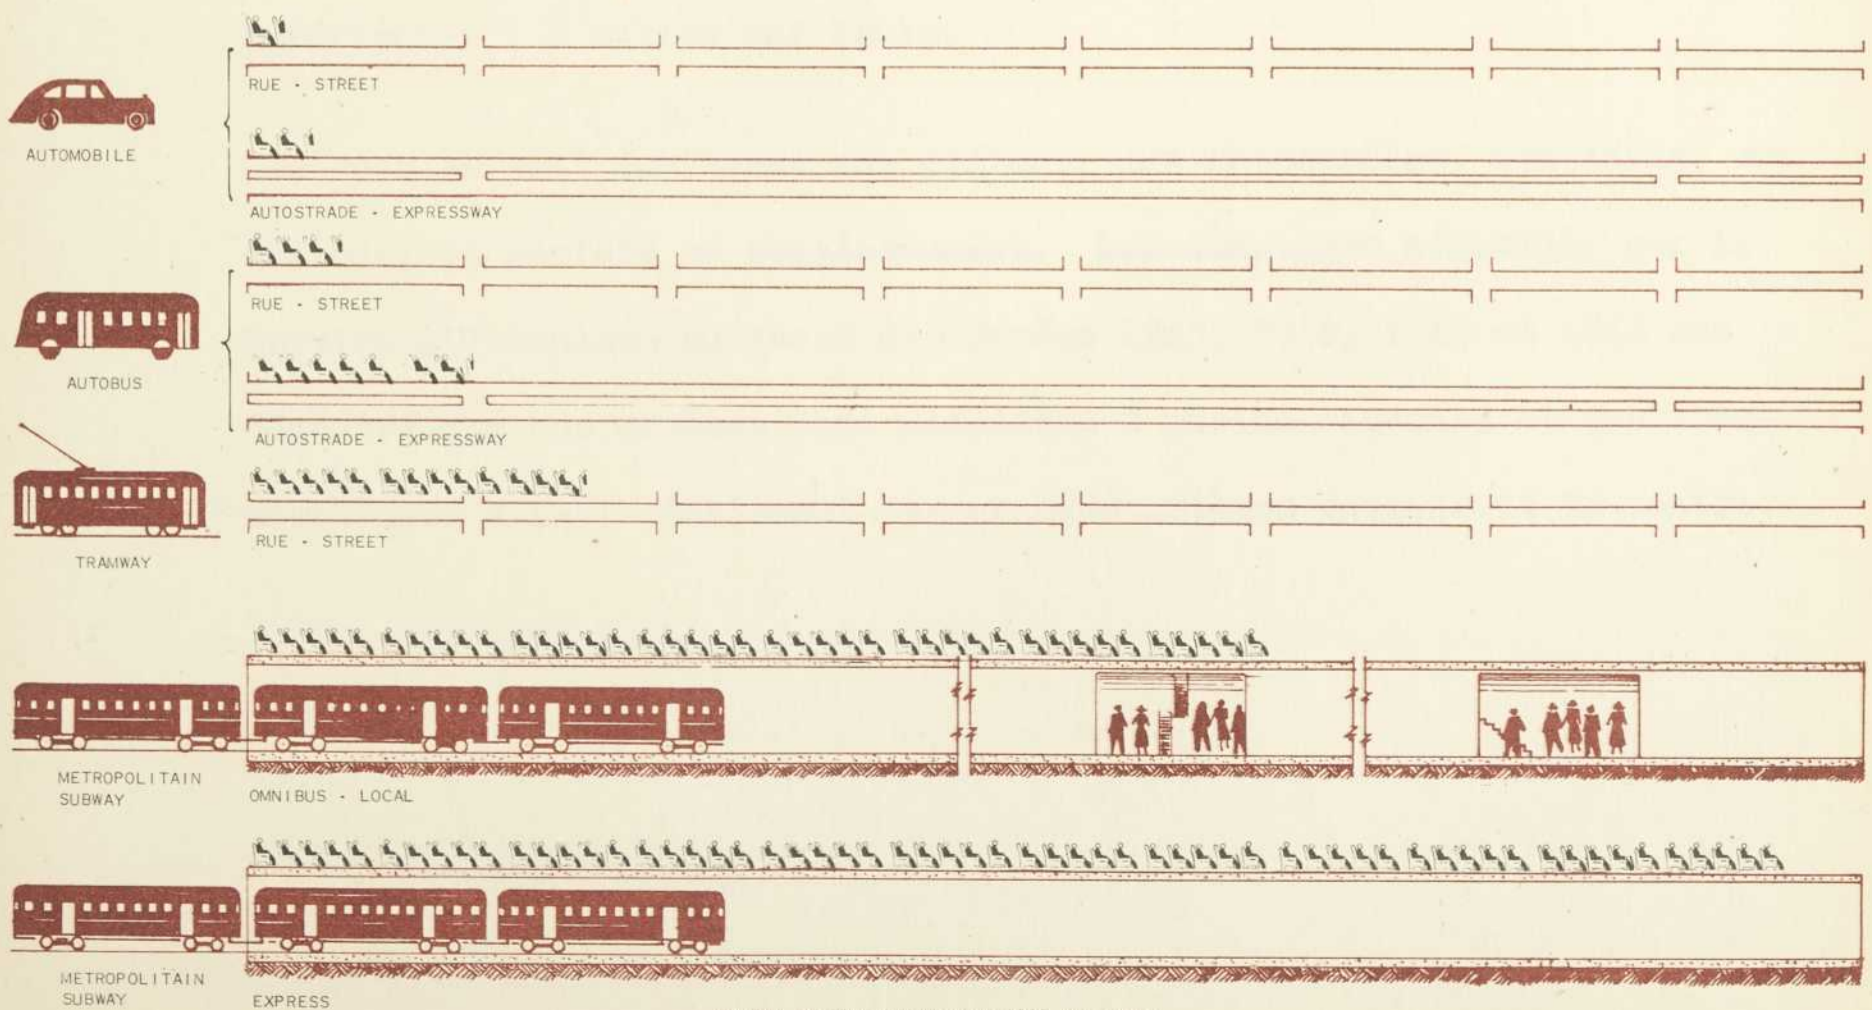 RUE - STREET
AUTOMOBILE
AUTOSTRADE - EXPRESSWAY
RUE - STREET
AUTOBUS
AUTOSTRADE - EXPRESSWAY
RUE - STREET
TRAMWAY
METROPOLITAIN
SUBWAY
OMNIBUS - LOCAL
METROPOLITAIN
SUBWAY
EXPRESS